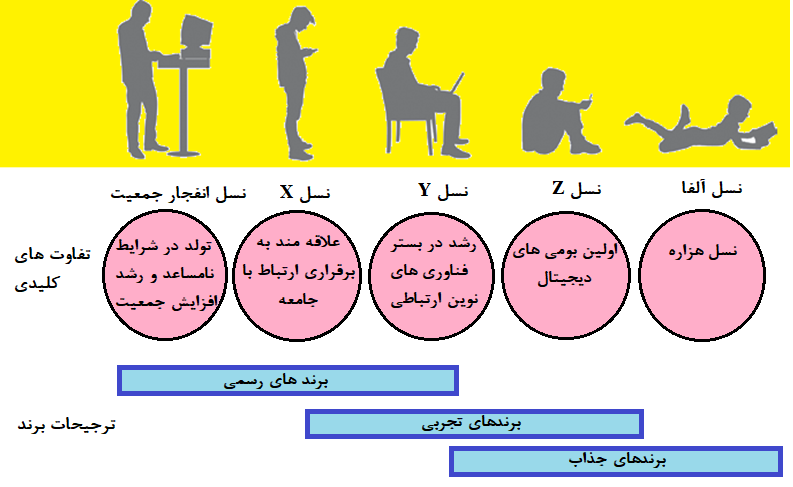 نسل انفجار جمعیت
نسل X
نسل Y
نسل Z
نسل آلفا
تفاوت های
کلیدی
تولد در شرایط
نامساعد و رشد
افزایش جمعیت
علاقه مند به
برقراری ارتباط با
جامعه
رشد در بستر
فناوری های
نوین ارتباطی
اولین بومی های
دیجیتال
نسل هزاره
ترجیحات برند
برند های رسمی
برندهای تجربی
برندهای جذاب